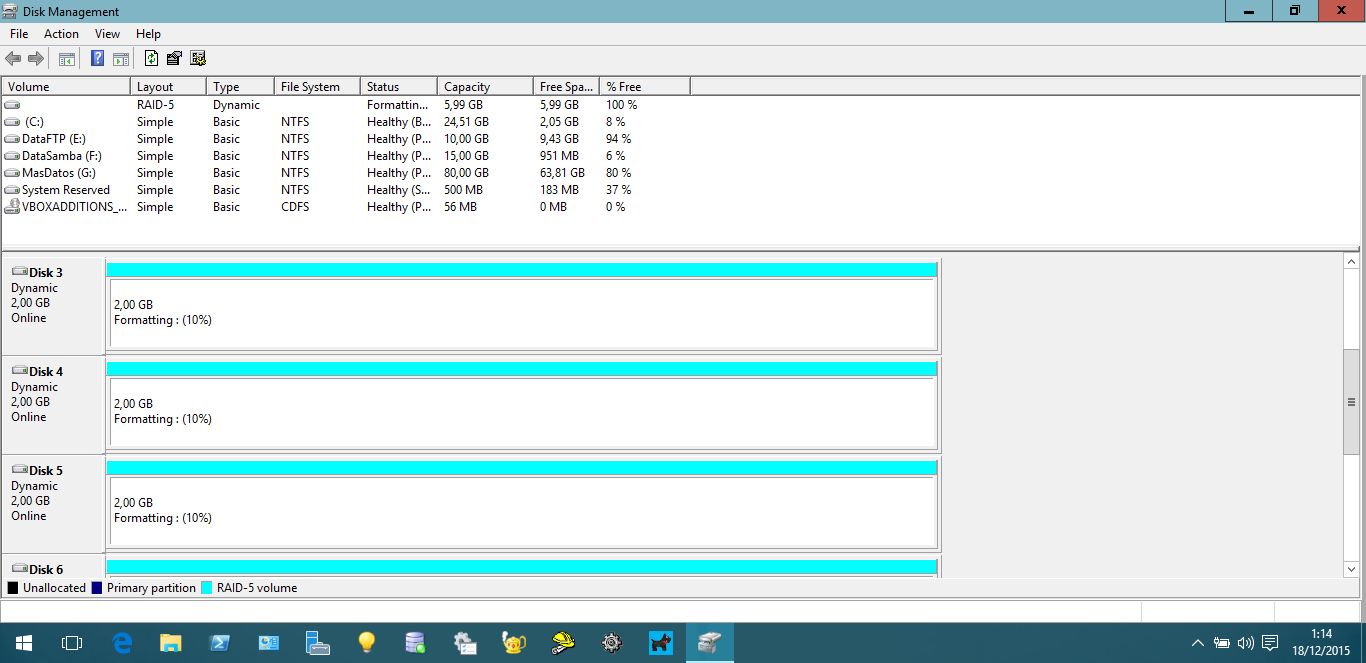 Disk Management
File Action View Help
Volume Layout Type File System Status Capacity Free Spa... % Free
RAID-5 Dynamic Formattin... 5,99 GB 5,99 GB 100 %
(C:) Simple Basic NTFS Healthy (B... 24,51 GB 2,05 GB 8 %
DataFTP (E:) Simple Basic NTFS Healthy (P... 10,00 GB 9,43 GB 94 %
DataSamba (F:) Simple Basic NTFS Healthy (P... 15,00 GB 951 MB 6 %
MasDatos (G:) Simple Basic NTFS Healthy (P... 80,00 GB 63,81 GB 80 %
System Reserved Simple Basic NTFS Healthy (S... 500 MB 183 MB 37 %
VBOXADDITIONS_... Simple Basic CDFS Healthy (P... 56 MB 0 MB 0 %
Disk 3
Dynamic
2,00 GB
Online
2,00 GB
Formatting : (10%)
Disk 4
Dynamic
2,00 GB
Online
2,00 GB
Formatting : (10%)
Disk 5
Dynamic
2,00 GB
Online
2,00 GB
Formatting : (10%)
Disk 6
Unallocated Primary partition RAID-5 volume
1:14
18/12/2015